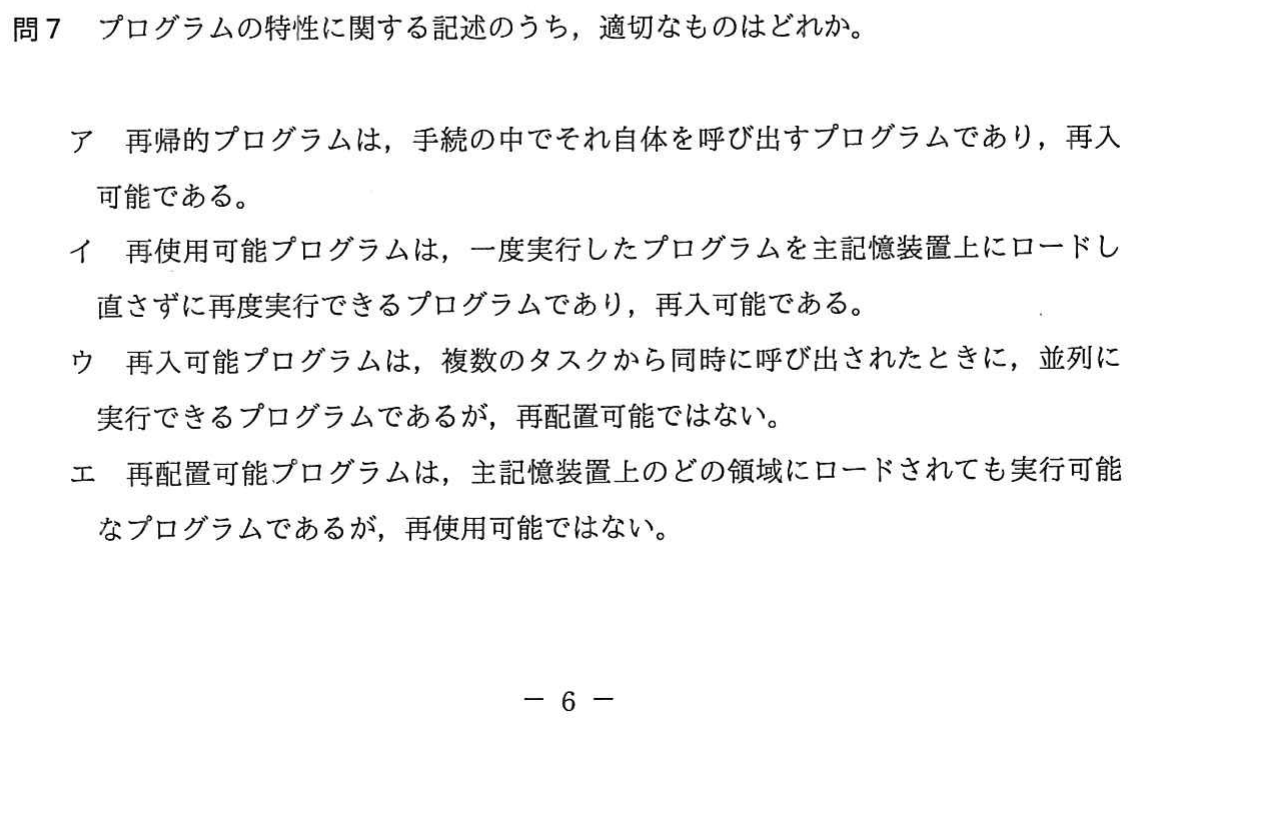 問7　プログラムの特性に関する記述のうち，適切なものはどれか。
ア　再帰的プログラムは，手続の中でそれ自体を呼び出すプログラムであり，再入
可能である。
イ　再使用可能プログラムは，一度実行したプログラムを主記憶装置上にロードし
直さずに再度実行できるプログラムであり，再入可能である。
ウ　再入可能プログラムは，複数のタスクから同時に呼び出されたときに，並列に
実行できるプログラムであるが，再配置可能ではない。
エ　再配置可能プログラムは，主記憶装置上のどの領域にロードされても実行可能
なプログラムであるが，再使用可能ではない。
－ 6 －